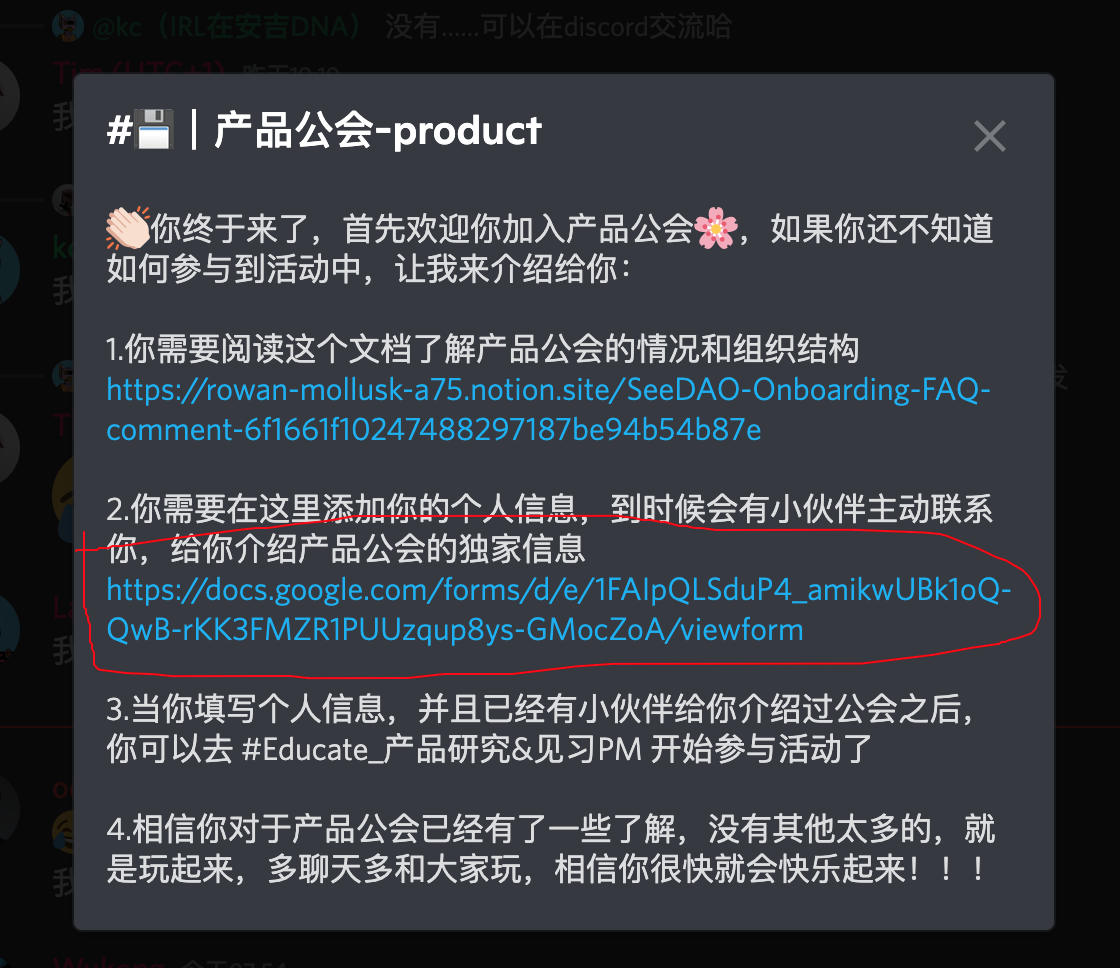 @kc（IRL在安吉DNA） 没有......可以在discord交流哈
#💾｜产品公会-product
👏🏻你终于来了，首先欢迎你加入产品公会🌸，如果你还不知道
如何参与到活动中，让我来介绍给你：
1.你需要阅读这个文档了解产品公会的情况和组织结构
https://rowan-mollusk-a75.notion.site/SeeDAO-Onboarding-FAQ-
comment-6f1661f10247488297187be94b54b87e
2.你需要在这里添加你的个人信息，到时候会有小伙伴主动联系
你，给你介绍产品公会的独家信息
https://docs.google.com/forms/d/e/1FAIpQLSduP4_amikwUBk1oQ-
QwB-rKK3FMZR1PUUzqup8ys-GMocZoA/viewform
3.当你填写个人信息，并且已经有小伙伴给你介绍过公会之后，
你可以去 #Educate_产品研究&见习PM 开始参与活动了
4.相信你对于产品公会已经有了一些了解，没有其他太多的，就
是玩起来，多聊天多和大家玩，相信你很快就会快乐起来！！！